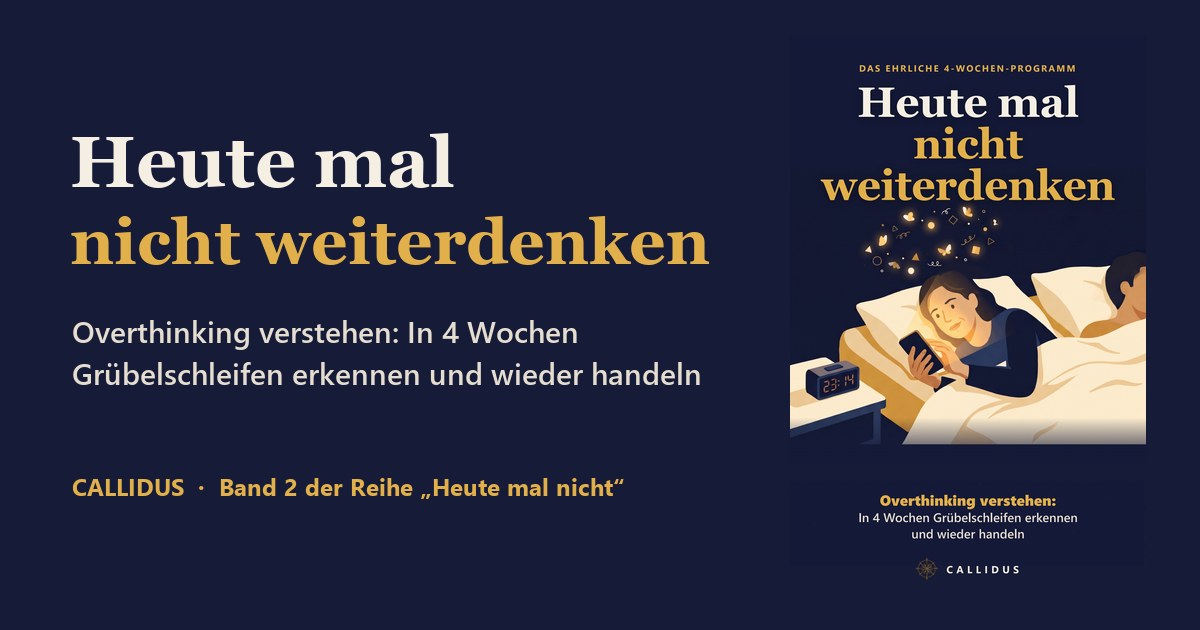 Heute mal
nicht weiterdenken
Overthinking verstehen: In 4 Wochen
Grübelschleifen erkennen und wieder handeln
CALLIDUS · Band 2 der Reihe „Heute mal nicht“
DAS EHRLICHE 4-WOCHEN-PROGRAMM
Heute mal
nicht
weiterdenken
23:14
Overthinking verstehen:
In 4 Wochen Grübelschleifen erkennen
und wieder handeln
CALLIDUS